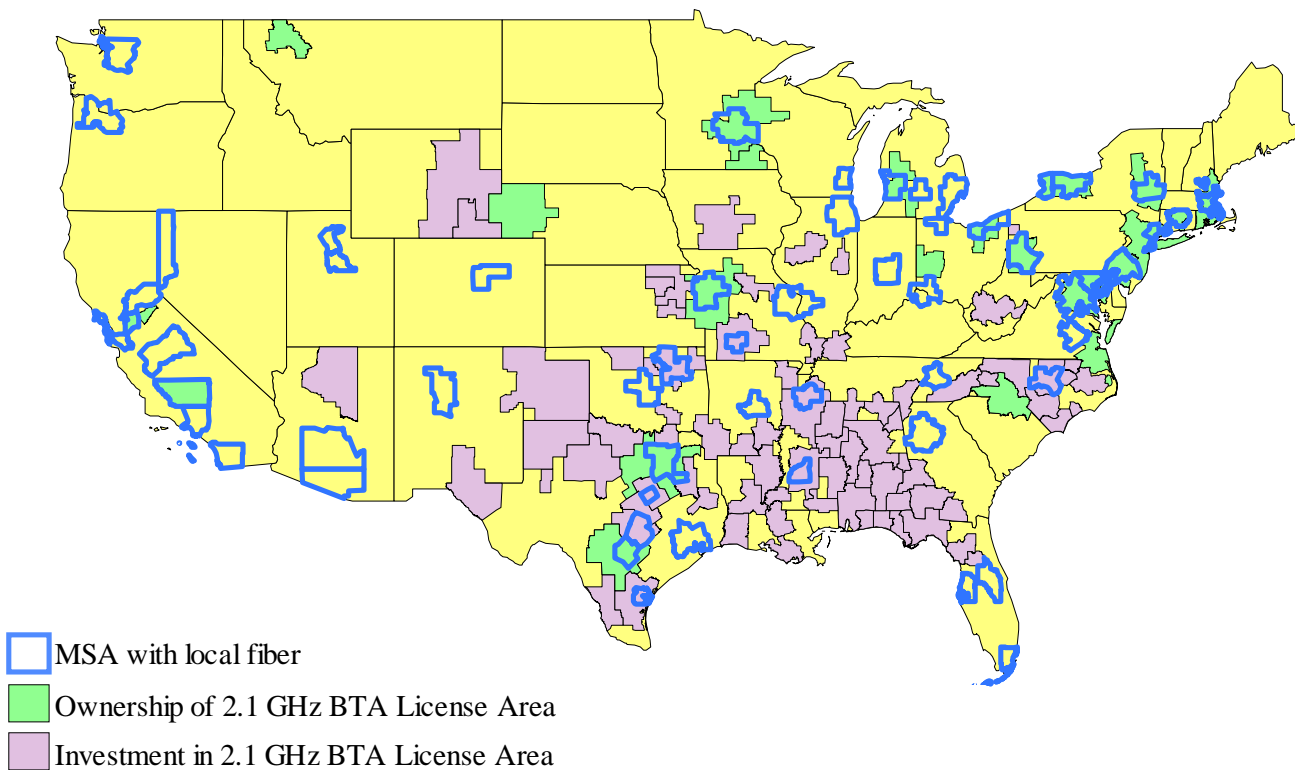 MSA with local fiber
Ownership of 2.1 GHz BTA License Area
Investment in 2.1 GHz BTA License Area